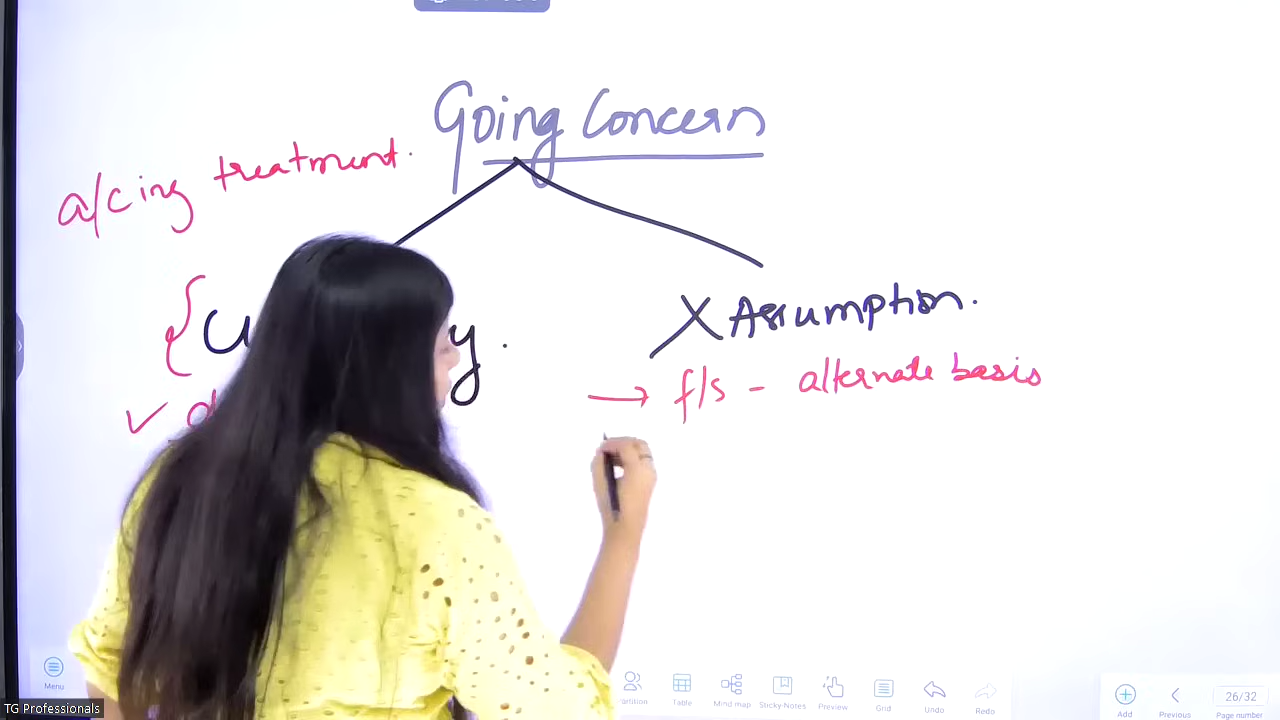 Going Concern
a/cing treatment.
X Assumption.
→ f/s - alternate basis
Menu
Table
Mind map
Sticky Notes
Preview
Grid
Undo
Redo
Add
Previous
26/32
Page number
TG Professionals